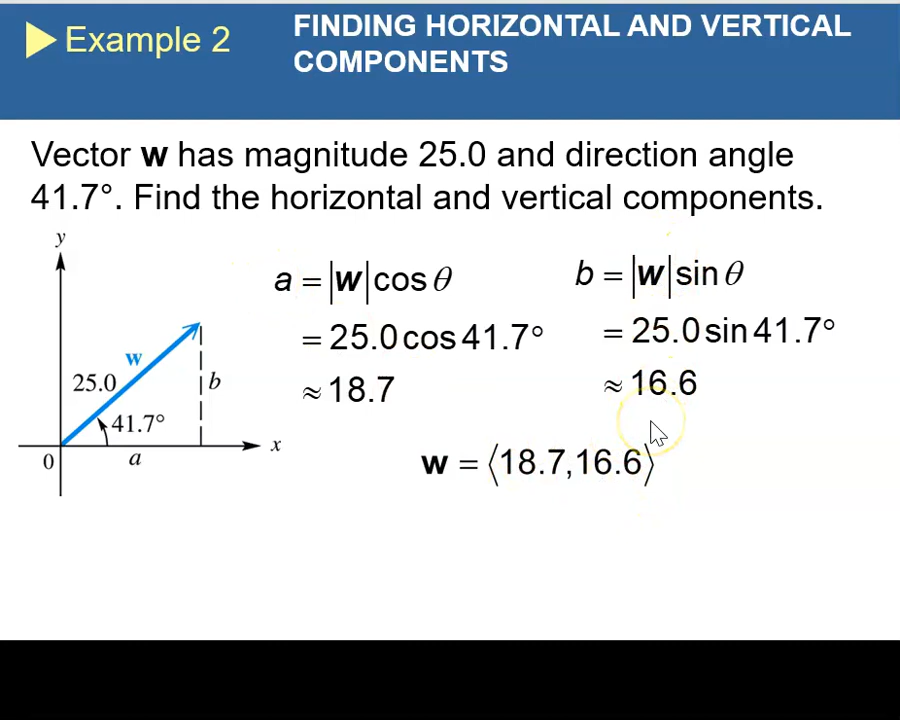 Example 2
FINDING HORIZONTAL AND VERTICAL
COMPONENTS
Vector w has magnitude 25.0 and direction angle
41.7°. Find the horizontal and vertical components.
y
w
25.0
b
41.7°
0
a
x
a = |w| cos θ
= 25.0 cos 41.7°
≈ 18.7
b = |w| sin θ
= 25.0 sin 41.7°
≈ 16.6
w = ⟨18.7,16.6⟩